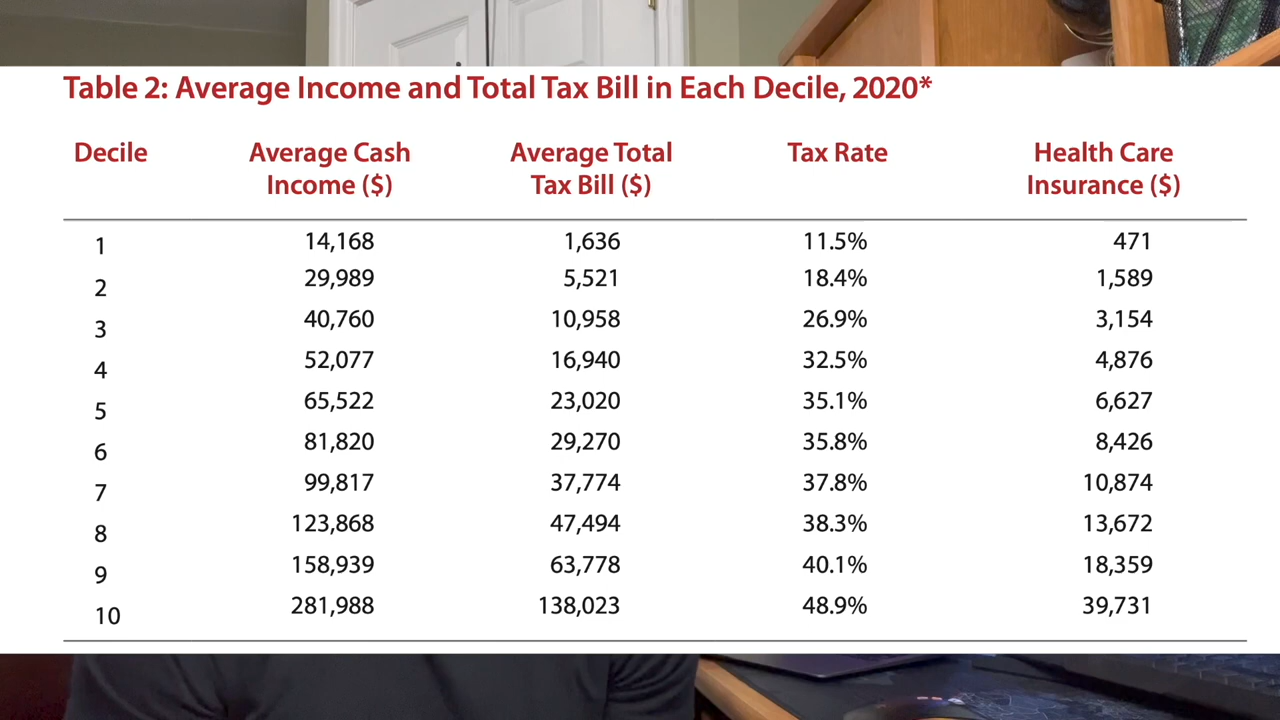 Table 2: Average Income and Total Tax Bill in Each Decile, 2020*
Decile Average Cash Income ($) Average Total Tax Bill ($) Tax Rate Health Care Insurance ($)
1 14,168 1,636 11.5% 471
2 29,989 5,521 18.4% 1,589
3 40,760 10,958 26.9% 3,154
4 52,077 16,940 32.5% 4,876
5 65,522 23,020 35.1% 6,627
6 81,820 29,270 35.8% 8,426
7 99,817 37,774 37.8% 10,874
8 123,868 47,494 38.3% 13,672
9 158,939 63,778 40.1% 18,359
10 281,988 138,023 48.9% 39,731